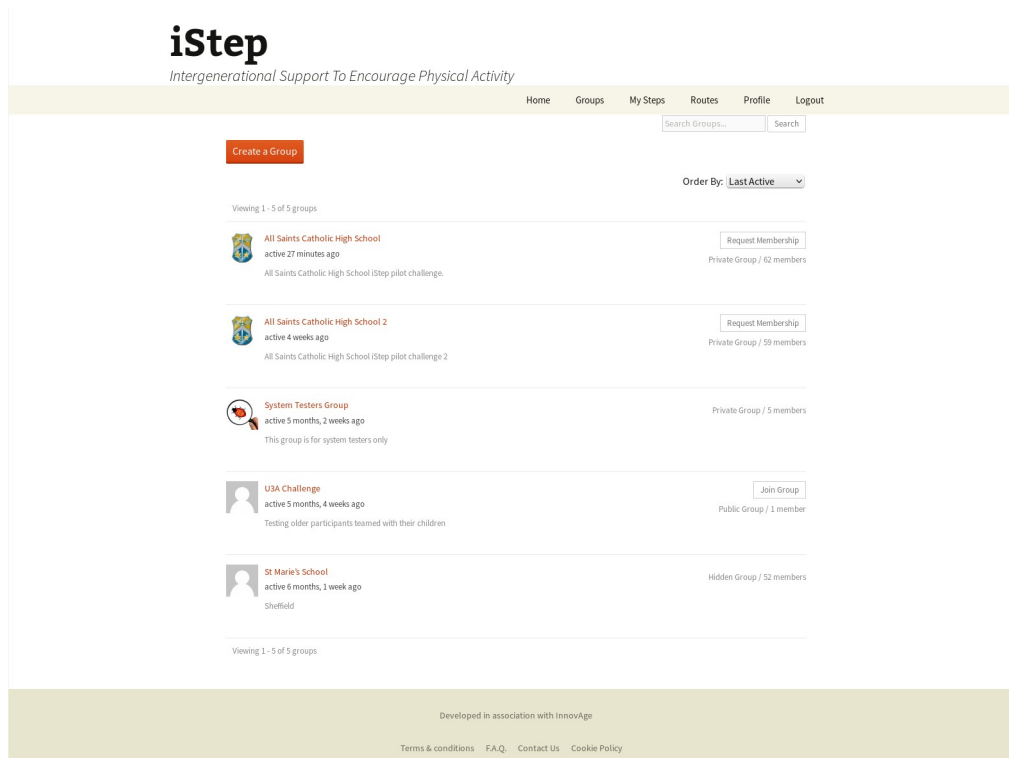 iStep
Intergenerational Support To Encourage Physical Activity
Home Groups My Steps Routes Profile Logout
Search Groups... Search
Create a Group
Order By: Last Active
Viewing 1 - 5 of 5 groups
All Saints Catholic High School
Request Membership
active 27 minutes ago
Private Group / 62 members
All Saints Catholic High School iStep pilot challenge.
All Saints Catholic High School 2
Request Membership
active 4 weeks ago
Private Group / 59 members
All Saints Catholic High School iStep pilot challenge 2
System Testers Group
Private Group / 5 members
active 5 months, 2 weeks ago
This group is for system testers only
U3A Challenge
Join Group
active 5 months, 4 weeks ago
Public Group / 1 member
Testing older participants teamed with their children
St Marie's School
Hidden Group / 52 members
active 6 months, 1 week ago
Sheffield
Viewing 1 - 5 of 5 groups
Developed in association with InnovAge
Terms & conditions F.A.Q. Contact Us Cookie Policy